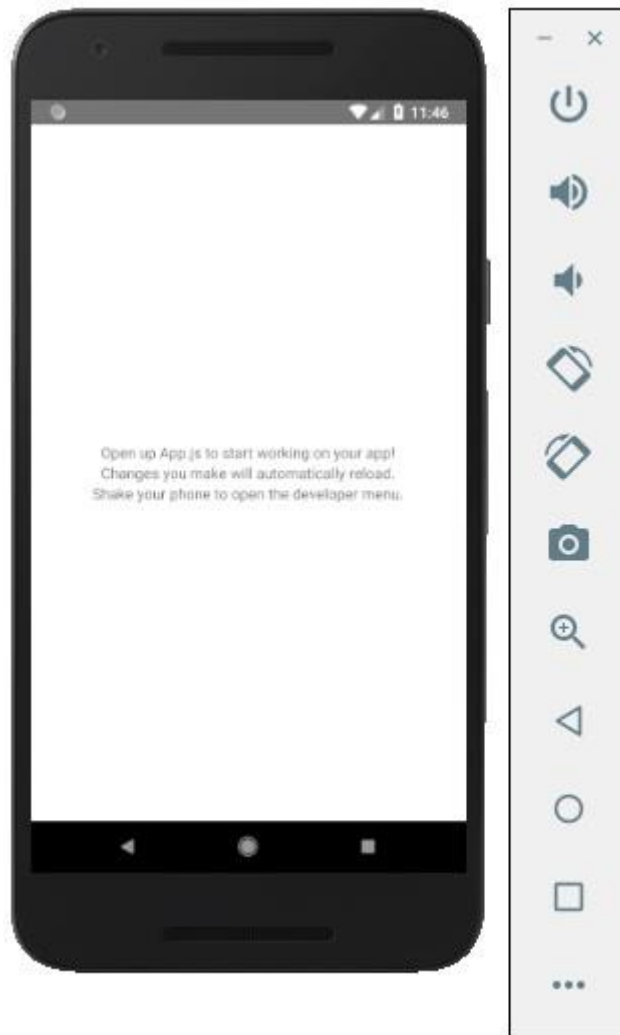 11:46
Open up App.js to start working on your app!
Changes you make will automatically reload.
Shake your phone to open the developer menu.